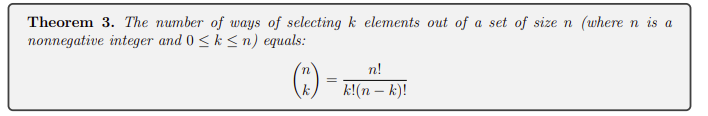 Theorem 3. The number of ways of selecting k elements out of a set of size n (where n is a
nonnegative integer and 0 ≤ k ≤ n) equals:
(n k) = n! / k!(n − k)!